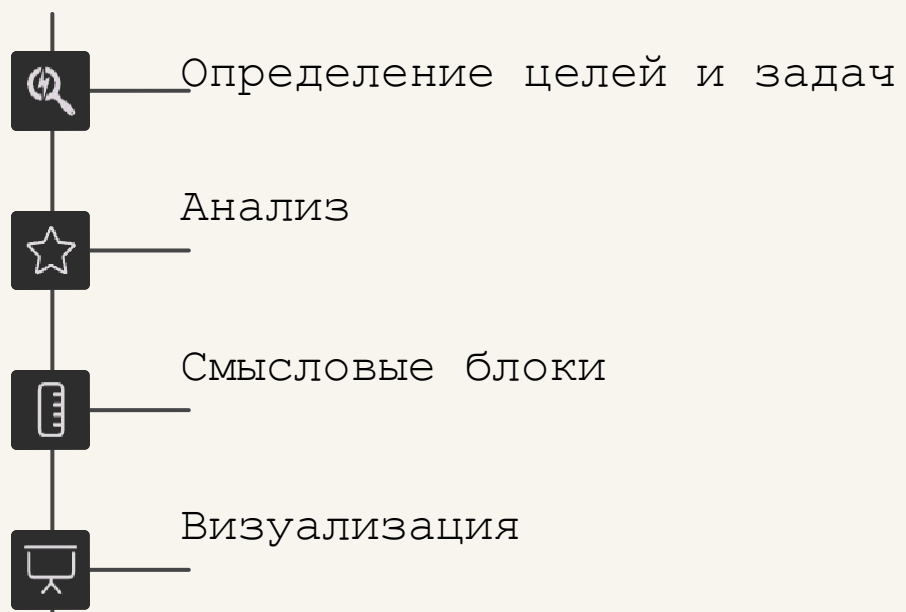 Определение целей и задач
Анализ
Смысловые блоки
Визуализация